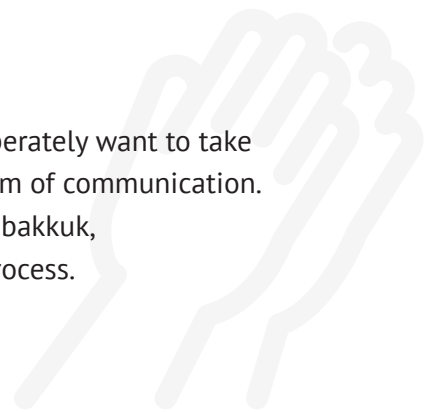 perately want to take
m of communication.
bakkuk,
rocess.